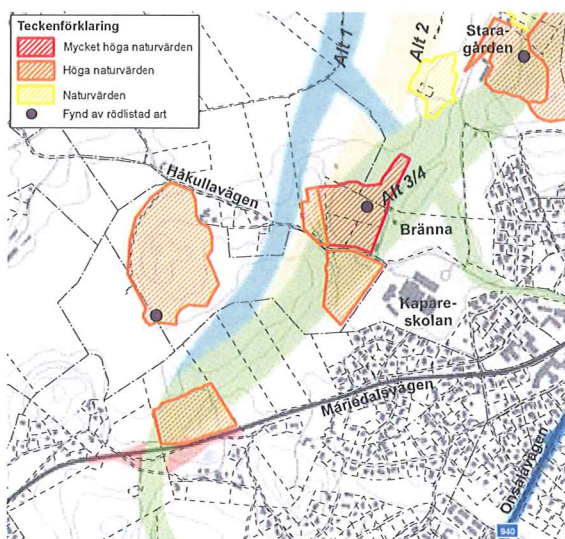 Teckenförklaring
Mycket höga naturvärden
Höga naturvärden
Naturvärden
Fynd av rödlistad art
Alt 1
Alt 2
Stara-
gården
Håkullavägen
Alt 3/4
Bränna
Kapare-
skolan
Mariedalsvägen
Onsalavägen
940